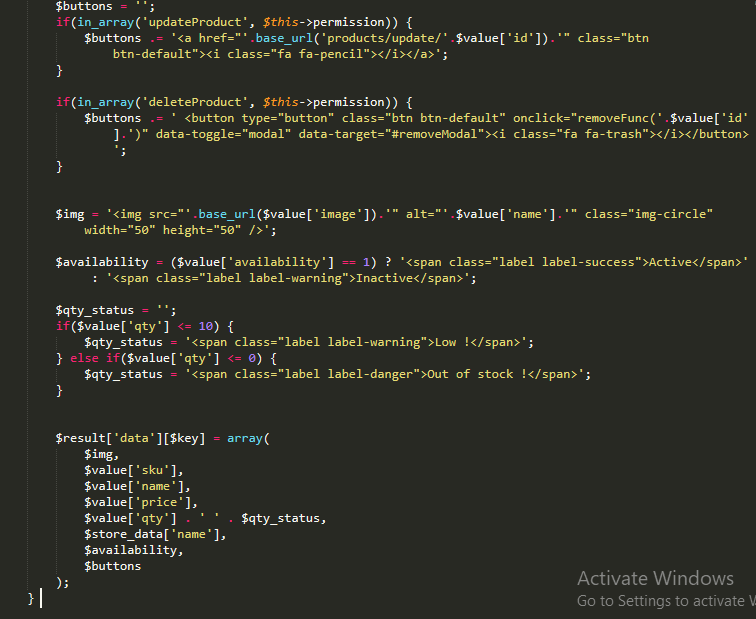 $buttons = '';
if(in_array('updateProduct', $this->permission)) {
$buttons .= '<a href="'.base_url('products/update/'.$value['id']).'" class="btn
btn-default"><i class="fa fa-pencil"></i></a>';
}
if(in_array('deleteProduct', $this->permission)) {
$buttons .= ' <button type="button" class="btn btn-default" onclick="removeFunc('.$value['id'
].')" data-toggle="modal" data-target="#removeModal"><i class="fa fa-trash"></i></button>
';
}
$img = '<img src="'.base_url($value['image']).'" alt="'.$value['name'].'" class="img-circle"
width="50" height="50" />';
$availability = ($value['availability'] == 1) ? '<span class="label label-success">Active</span>'
: '<span class="label label-warning">Inactive</span>';
$qty_status = '';
if($value['qty'] <= 10) {
$qty_status = '<span class="label label-warning">Low !</span>';
} else if($value['qty'] <= 0) {
$qty_status = '<span class="label label-danger">Out of stock !</span>';
}
$result['data'][$key] = array(
$img,
$value['sku'],
$value['name'],
$value['price'],
$value['qty'] . ' ' . $qty_status,
$store_data['name'],
$availability,
$buttons
);
}
Activate Windows
Go to Settings to activate W